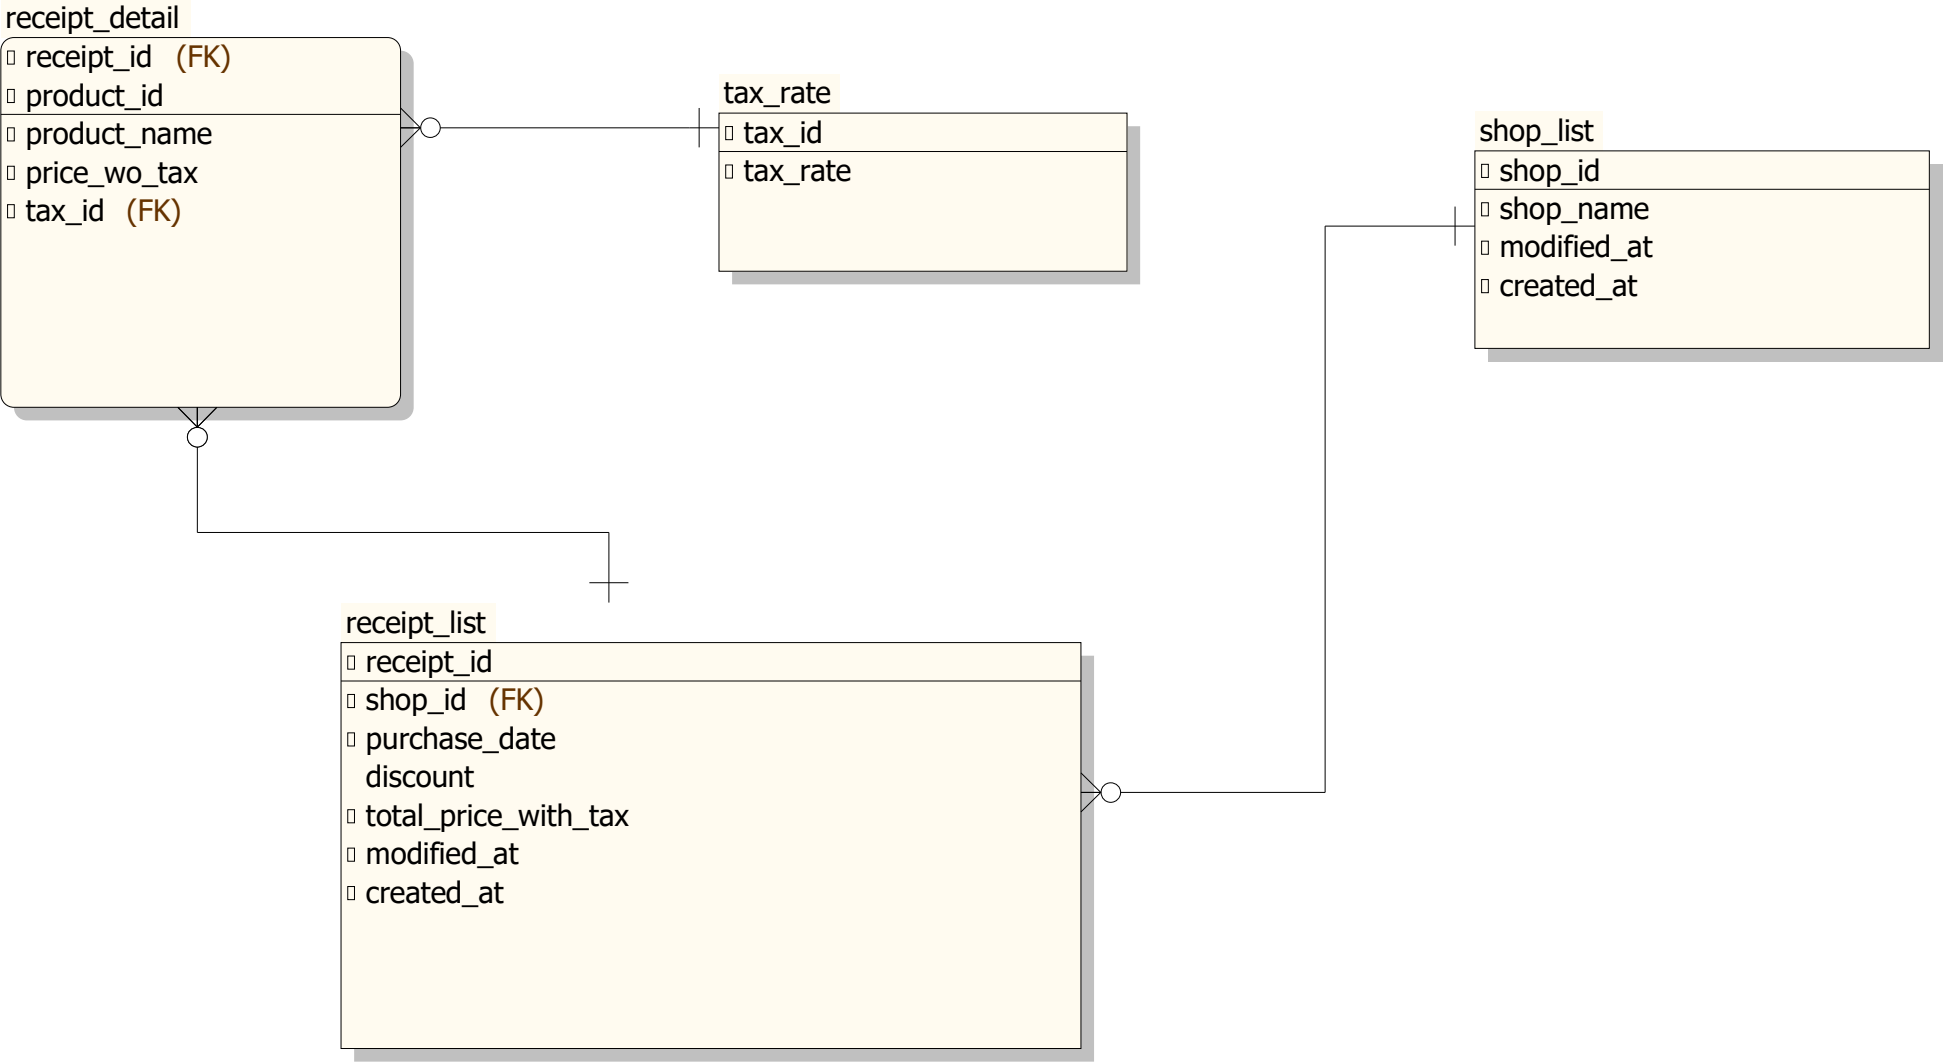 receipt_detail
receipt_id (FK)
product_id
product_name
price_wo_tax
tax_id (FK)
tax_rate
tax_id
tax_rate
shop_list
shop_id
shop_name
modified_at
created_at
receipt_list
receipt_id
shop_id (FK)
purchase_date
discount
total_price_with_tax
modified_at
created_at